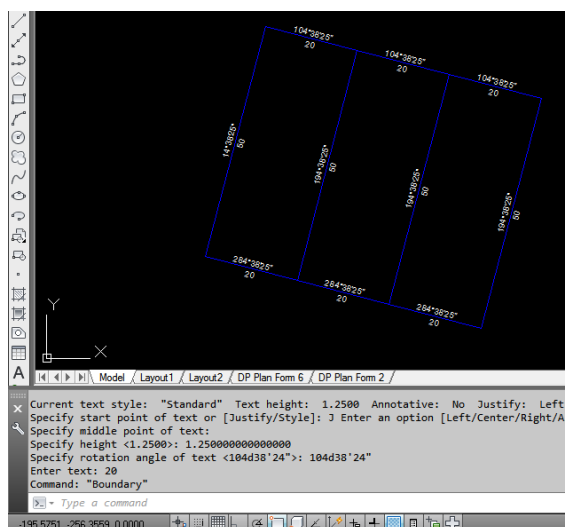 104°38'25"
20
104°38'25"
20
104°38'25"
20
14°38'25"
50
194°38'25"
50
194°38'25"
50
194°38'25"
50
284°38'25"
20
284°38'25"
20
284°38'25"
20
Y
X
Model Layout1 Layout2 DP Plan Form 6 DP Plan Form 2
A
Current text style: "Standard" Text height: 1.2500 Annotative: No Justify: Left
Specify start point of text or [Justify/Style]: J Enter an option [Left/Center/Right/A
Specify middle point of text:
Specify height <1.2500>: 1.250000000000000
Specify rotation angle of text <104d38'24">: 104d38'24"
Enter text: 20
Command: "Boundary"
Type a command
-195.5751, -256.3559, 0.0000